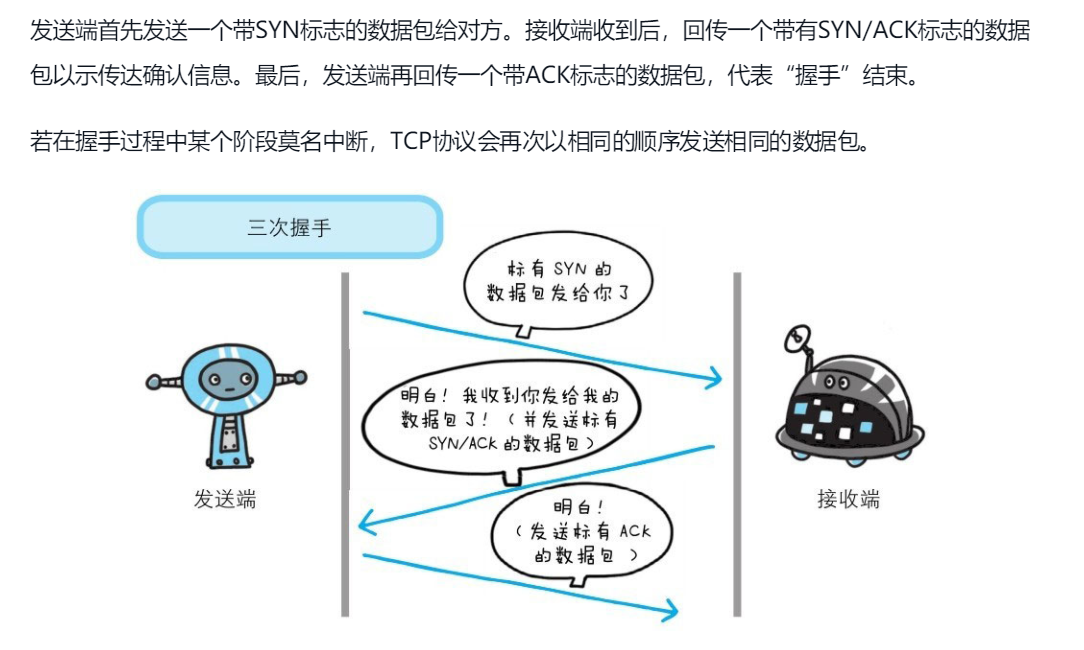 发送端首先发送一个带SYN标志的数据包给对方。接收端收到后，回传一个带有SYN/ACK标志的数据
包以示传达确认信息。最后，发送端再回传一个带ACK标志的数据包，代表“握手”结束。
若在握手过程中某个阶段莫名中断，TCP协议会再次以相同的顺序发送相同的数据包。
三次握手
标有 SYN 的
数据包发给你了
明白！我收到你发给我的
数据包了！（并发送标有
SYN/ACK 的数据包）
发送端
接收端
明白！
（发送标有 ACK
的数据包 ）